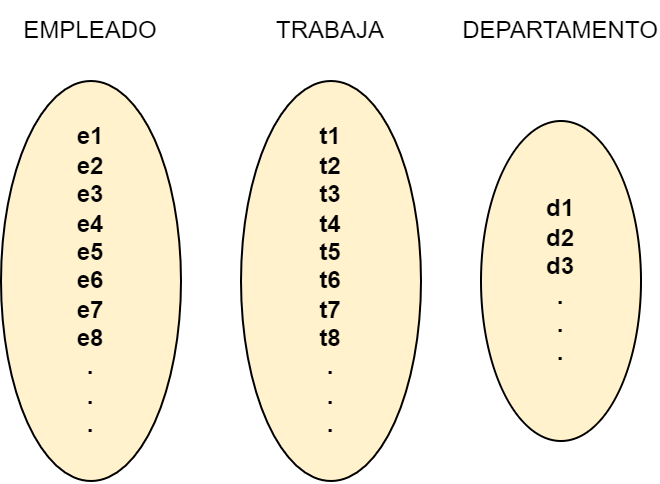 EMPLEADO TRABAJA DEPARTAMENTO
e1
e2
e3
e4
e5
e6
e7
e8
.
.
.
t1
t2
t3
t4
t5
t6
t7
t8
.
.
.
d1
d2
d3
.
.
.